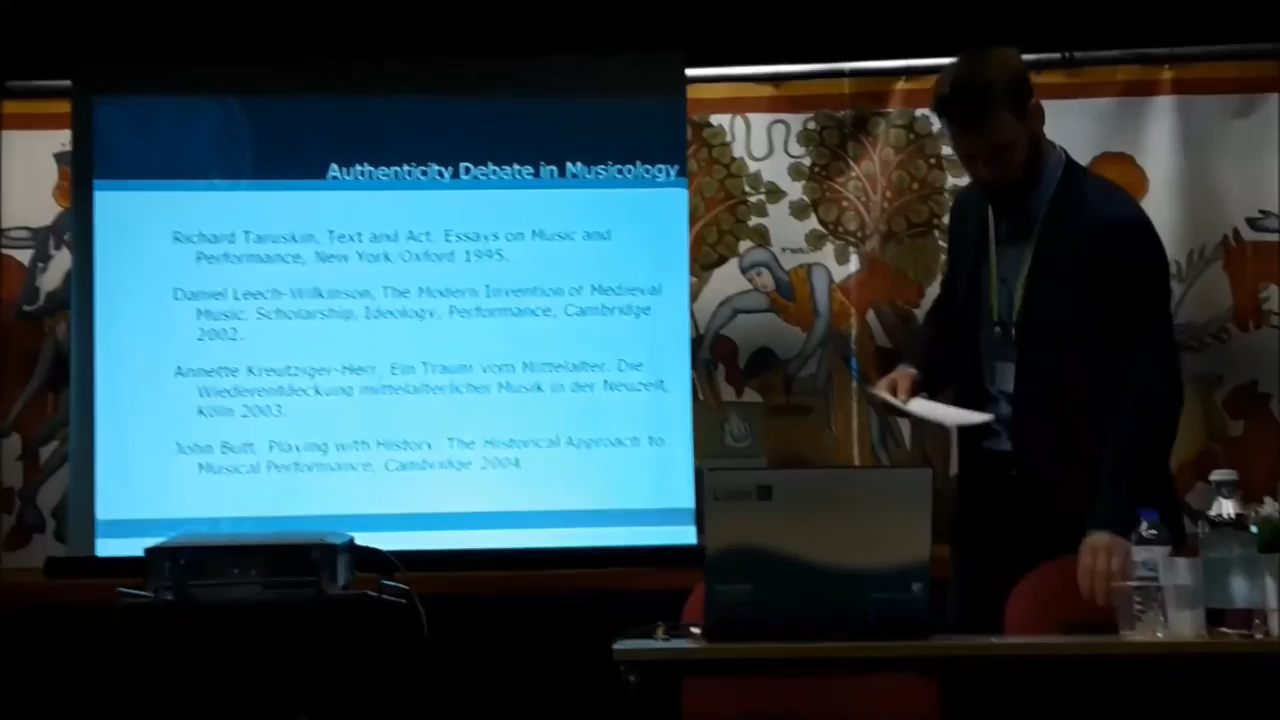 Authenticity Debate in Musicology
Richard Taruskin, Text and Act. Essays on Music and
Performance, New York/Oxford 1995.
Daniel Leech-Wilkinson, The Modern Invention of Medieval
Music. Scholarship, Ideology, Performance, Cambridge
2002.
Annette Kreutziger-Herr, Ein Traum vom Mittelalter. Die
Wiederentdeckung mittelalterlicher Musik in der Neuzeit,
Köln 2003.
John Butt, Playing with History. The Historical Approach to
Musical Performance, Cambridge 2004